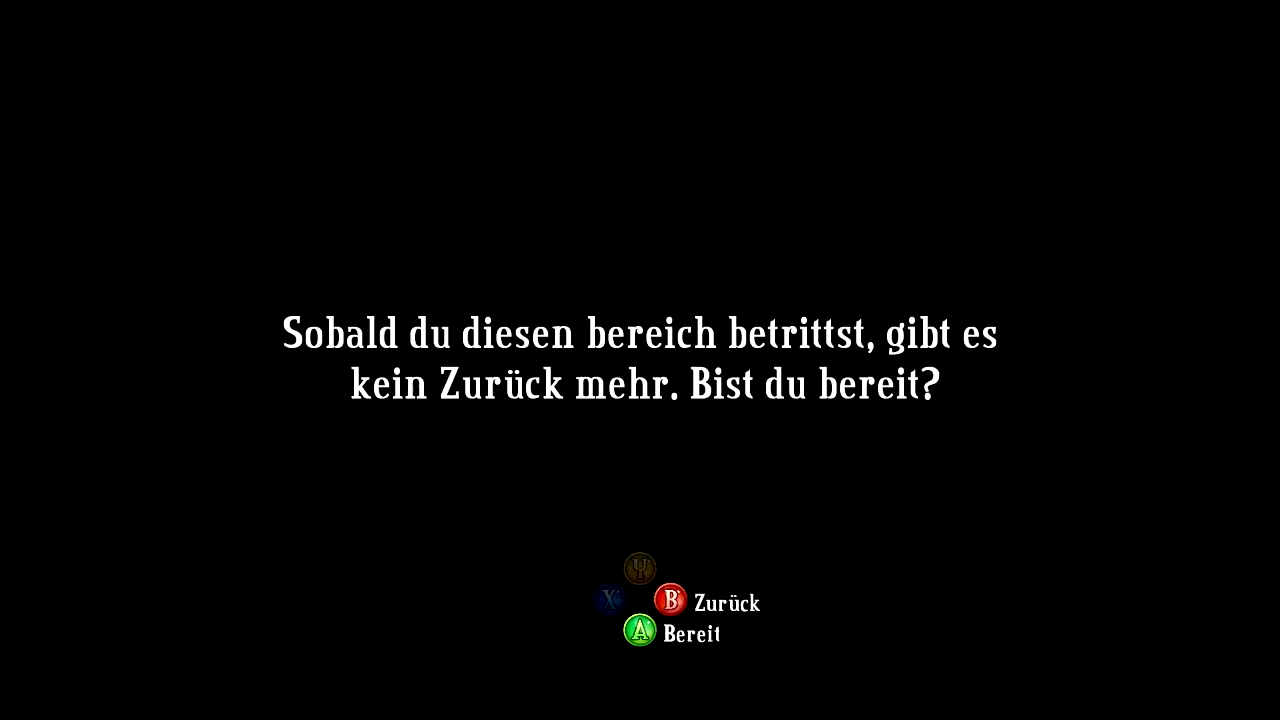 Sobald du diesen bereich betrittst, gibt es
kein Zurück mehr. Bist du bereit?
Y
X
B Zurück
A Bereit